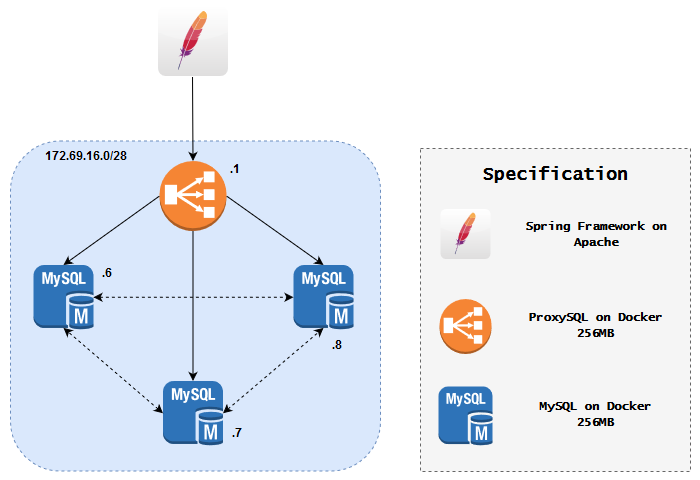 172.69.16.0/28
.1
Specification
Spring Framework on
Apache
MySQL
.6
MySQL
M
M
.8
ProxySQL on Docker
256MB
MySQL
M
.7
MySQL
M
MySQL on Docker
256MB